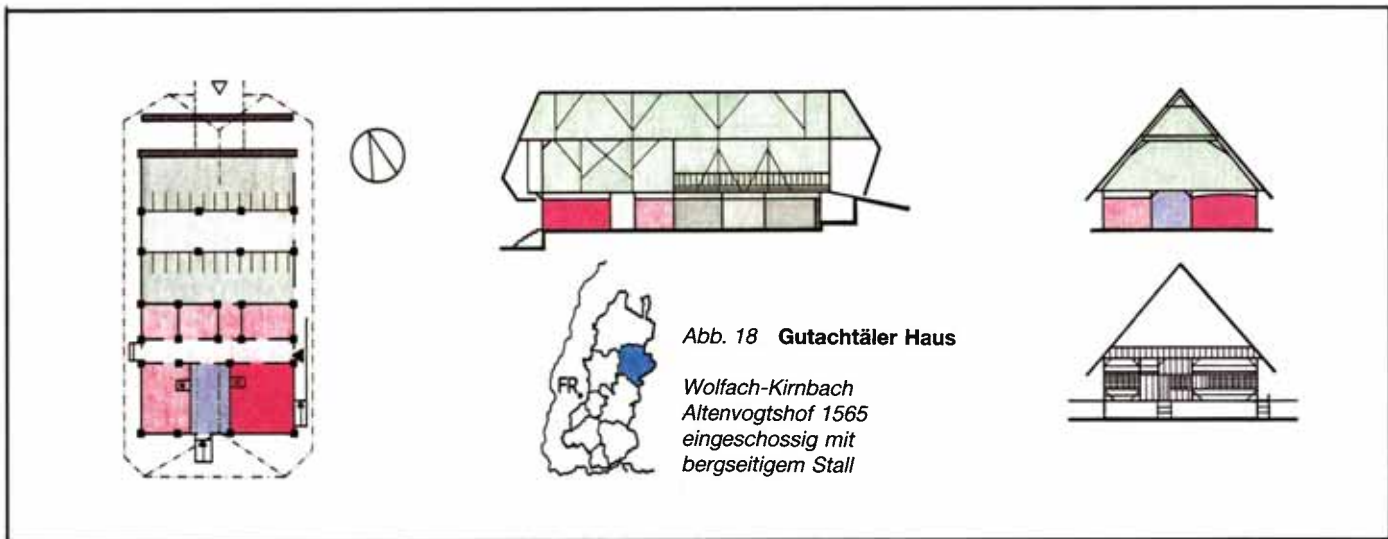 Abb. 18 Gutachtäler Haus
Wolfach-Kirnbach
Altenvogtshof 1565
eingeschossig mit
bergseitigem Stall
FR.